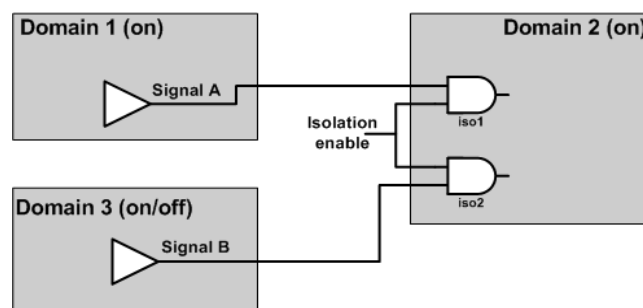 Domain 1 (on)
Signal A
Domain 2 (on)
iso1
Isolation
enable
iso2
Domain 3 (on/off)
Signal B